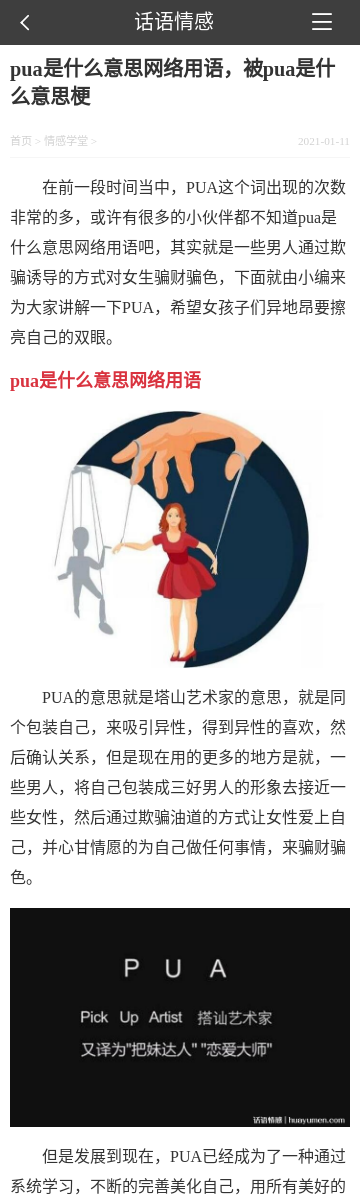 话语情感
pua是什么意思网络用语，被pua是什
么意思梗
首页 > 情感学堂 >
2021-01-11
在前一段时间当中，PUA这个词出现的次数
非常的多，或许有很多的小伙伴都不知道pua是
什么意思网络用语吧，其实就是一些男人通过欺
骗诱导的方式对女生骗财骗色，下面就由小编来
为大家讲解一下PUA，希望女孩子们异地昂要擦
亮自己的双眼。
pua是什么意思网络用语
PUA的意思就是塔山艺术家的意思，就是同
个包装自己，来吸引异性，得到异性的喜欢，然
后确认关系，但是现在用的更多的地方是就，一
些男人，将自己包装成三好男人的形象去接近一
些女性，然后通过欺骗油道的方式让女性爱上自
己，并心甘情愿的为自己做任何事情，来骗财骗
色。
P U A
Pick Up Artist 搭讪艺术家
又译为"把妹达人" "恋爱大师"
话语情感 | huayumen.com
但是发展到现在，PUA已经成为了一种通过
系统学习，不断的完善美化自己，用所有美好的